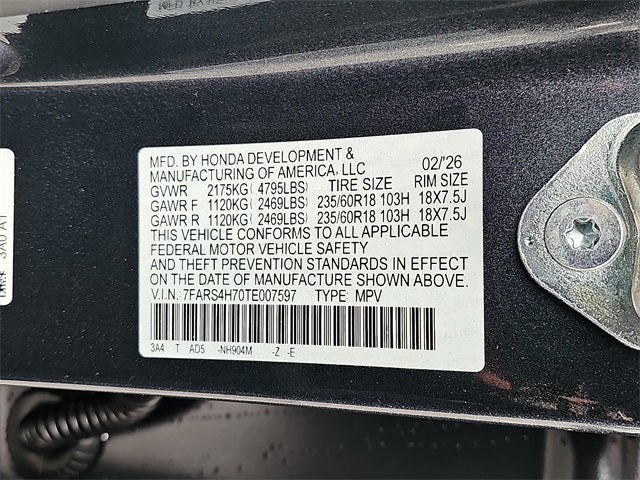 MFD. BY HONDA DEVELOPMENT &
MANUFACTURING OF AMERICA, LLC 02/'26
GVWR 2175KG( 4795LBS) TIRE SIZE RIM SIZE
GAWR F 1120KG( 2469LBS) 235/60R18 103H 18X7.5J
GAWR R 1120KG( 2469LBS) 235/60R18 103H 18X7.5J
THIS VEHICLE CONFORMS TO ALL APPLICABLE
FEDERAL MOTOR VEHICLE SAFETY
AND THEFT PREVENTION STANDARDS IN EFFECT
ON THE DATE OF MANUFACTURE SHOWN ABOVE.
V.I.N.: 7FARS4H70TE007597 TYPE: MPV
3A4 T AD5 -NH904M -Z -E
3A0 A1